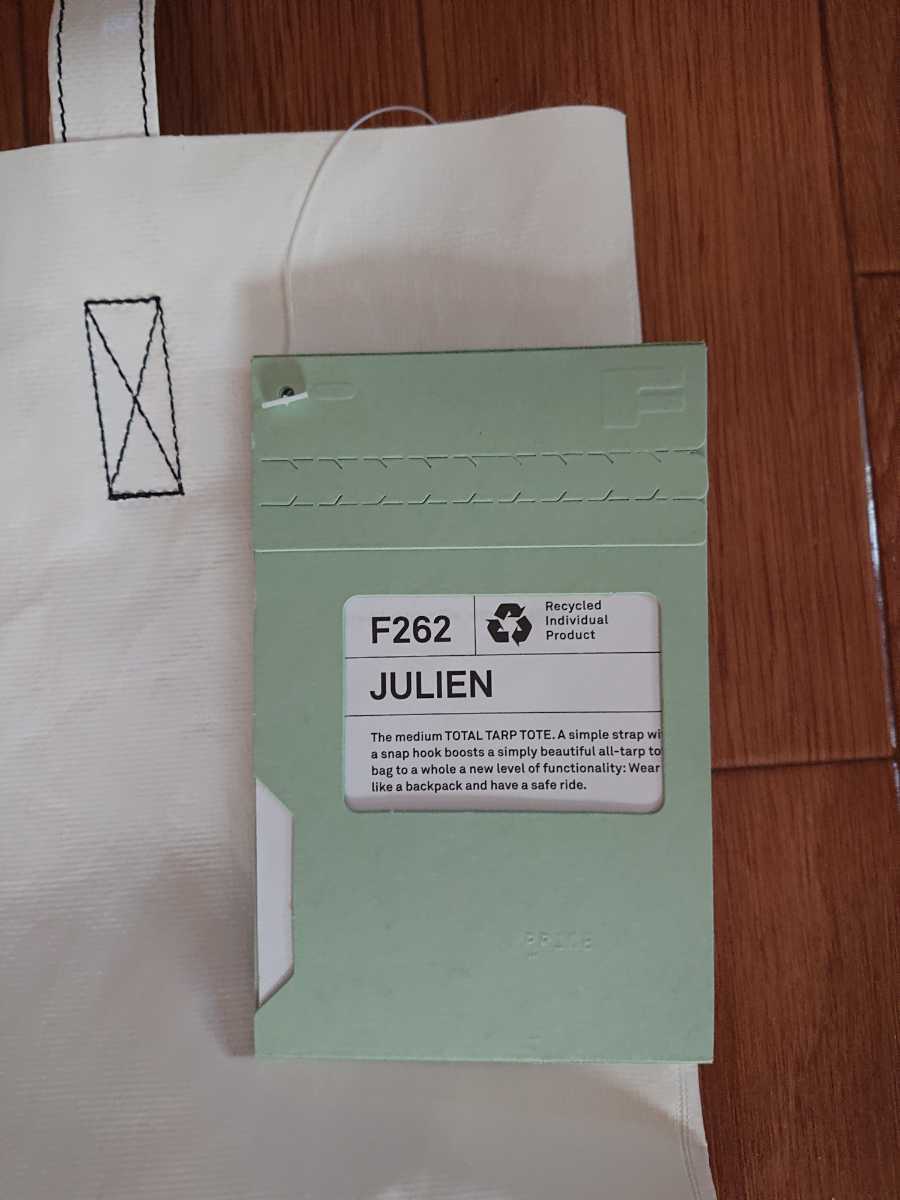 F
F262
Recycled
Individual
Product
JULIEN
The medium TOTAL TARP TOTE. A simple strap wi
a snap hook boosts a simply beautiful all-tarp to
bag to a whole a new level of functionality: Wear
like a backpack and have a safe ride.